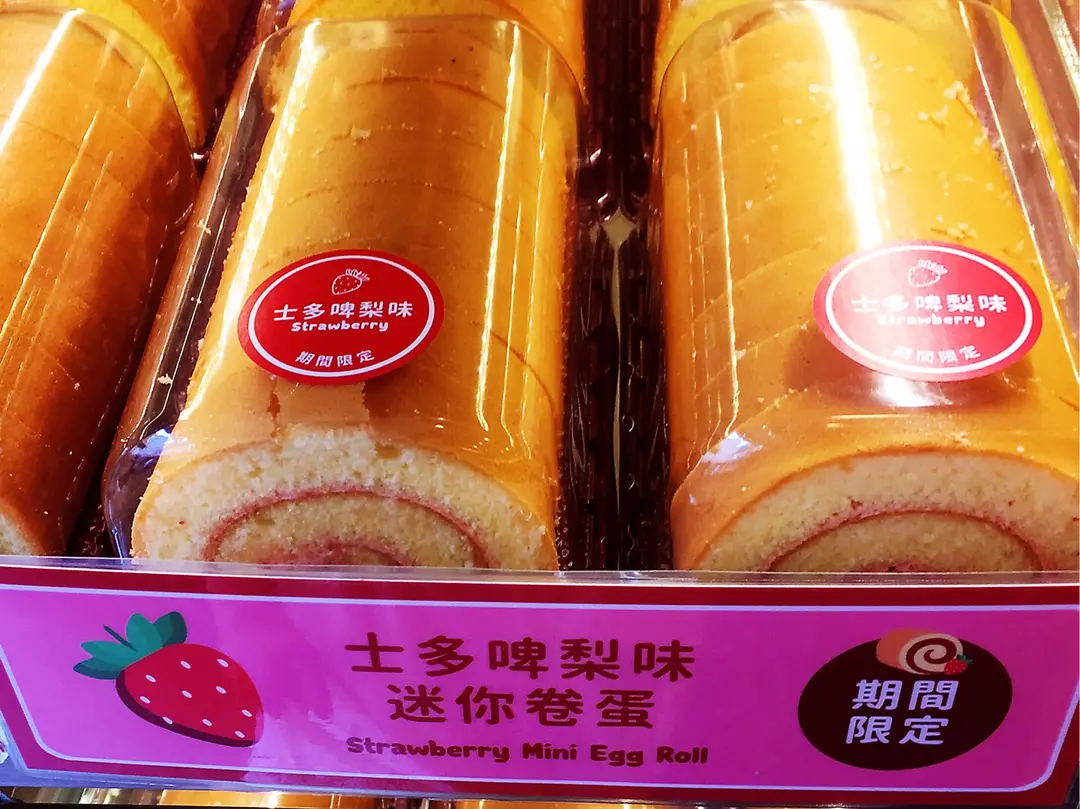 士多啤梨味
Strawberry
期間限定
士多啤梨味
Strawberry
期間限定
士多啤梨味
迷你卷蛋
Strawberry Mini Egg Roll
期間
限定